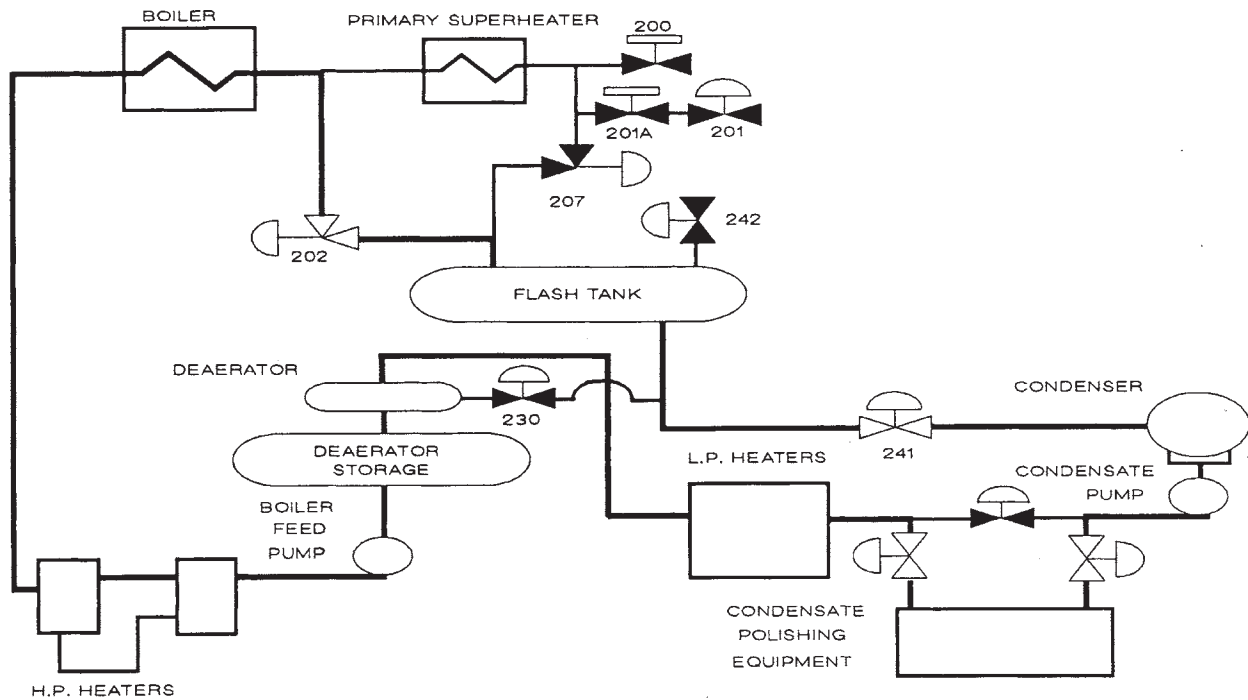 BOILER
PRIMARY SUPERHEATER
200
201A
201
207
242
202
FLASH TANK
DEAERATOR
230
CONDENSER
DEAERATOR
STORAGE
241
L.P. HEATERS
CONDENSATE
PUMP
BOILER
FEED
PUMP
CONDENSATE
POLISHING
EQUIPMENT
H.P. HEATERS